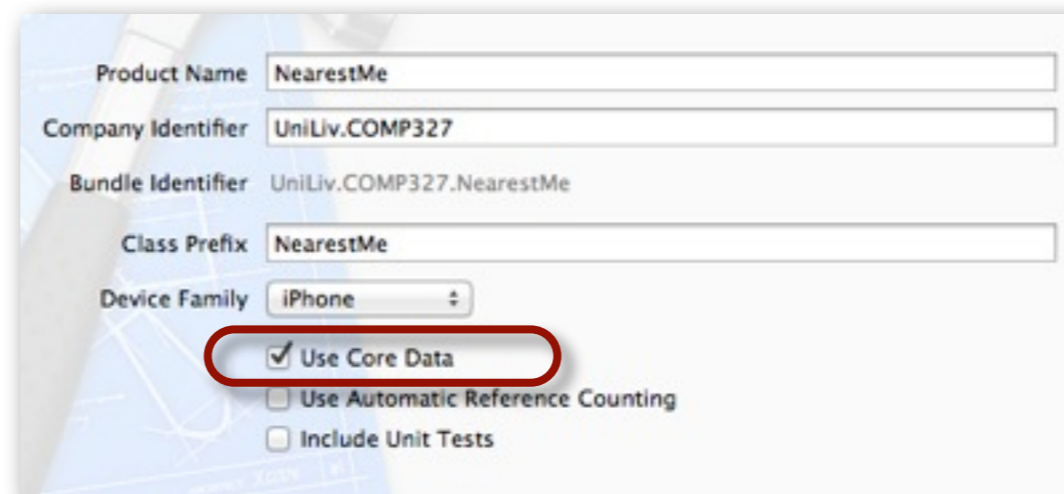 Product Name NearestMe
Company Identifier UniLiv.COMP327
Bundle Identifier UniLiv.COMP327.NearestMe
Class Prefix NearestMe
Device Family iPhone
Use Core Data
Use Automatic Reference Counting
Include Unit Tests